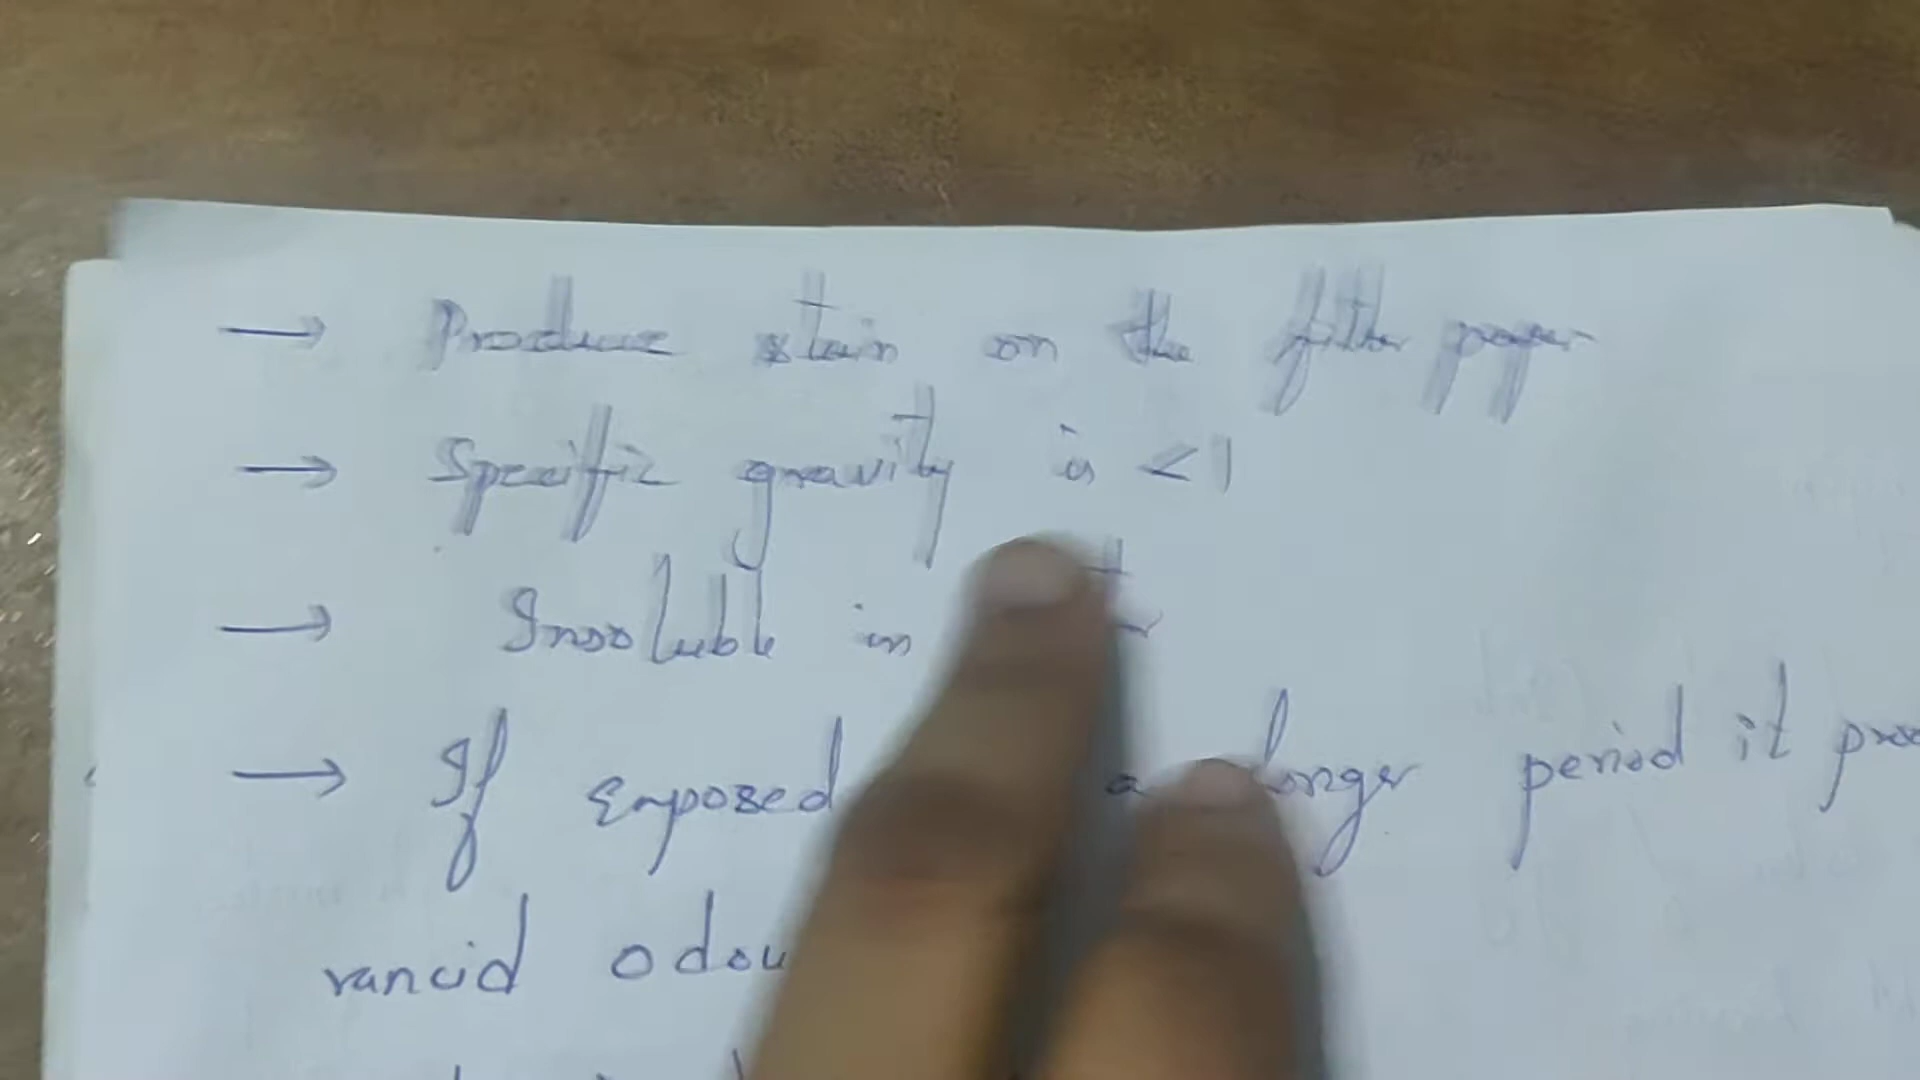 → Produce stain on the filter paper
→ Specific gravity is <1
→ Insoluble in
→ If Exposed a longer period it
rancid odou